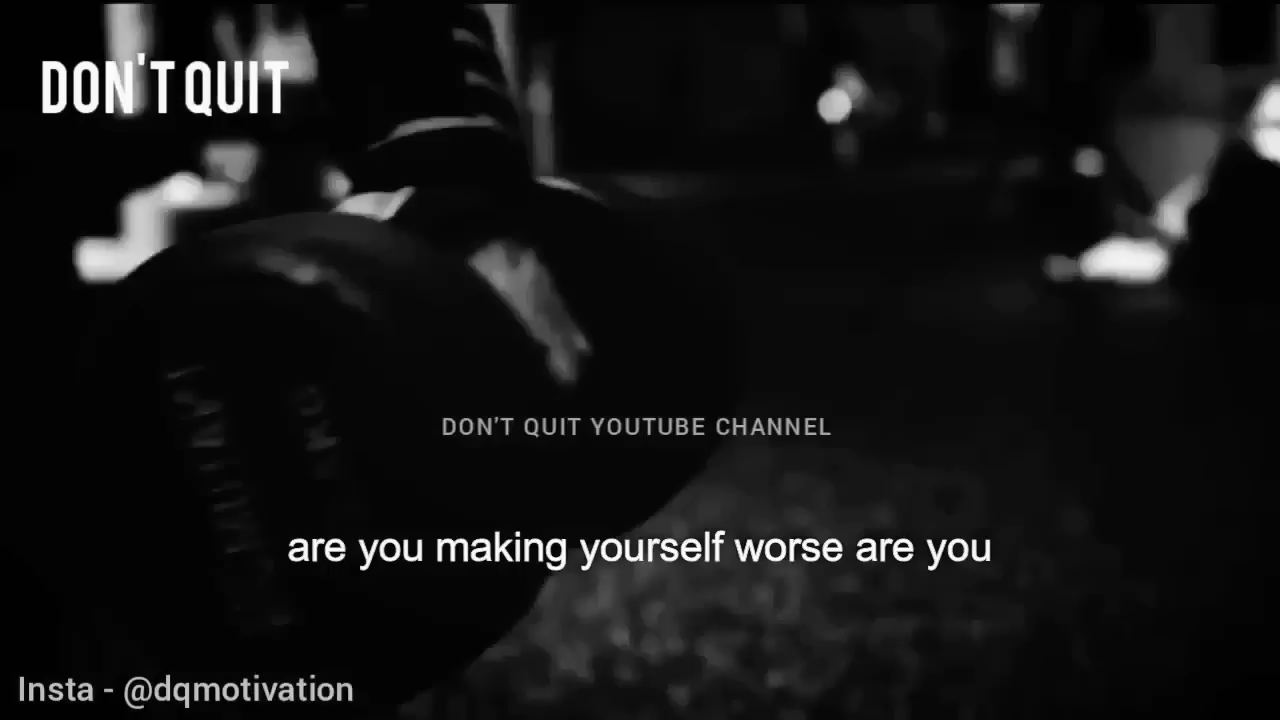 DON'T QUIT
DON'T QUIT YOUTUBE CHANNEL
are you making yourself worse are you
Insta - @dqmotivation